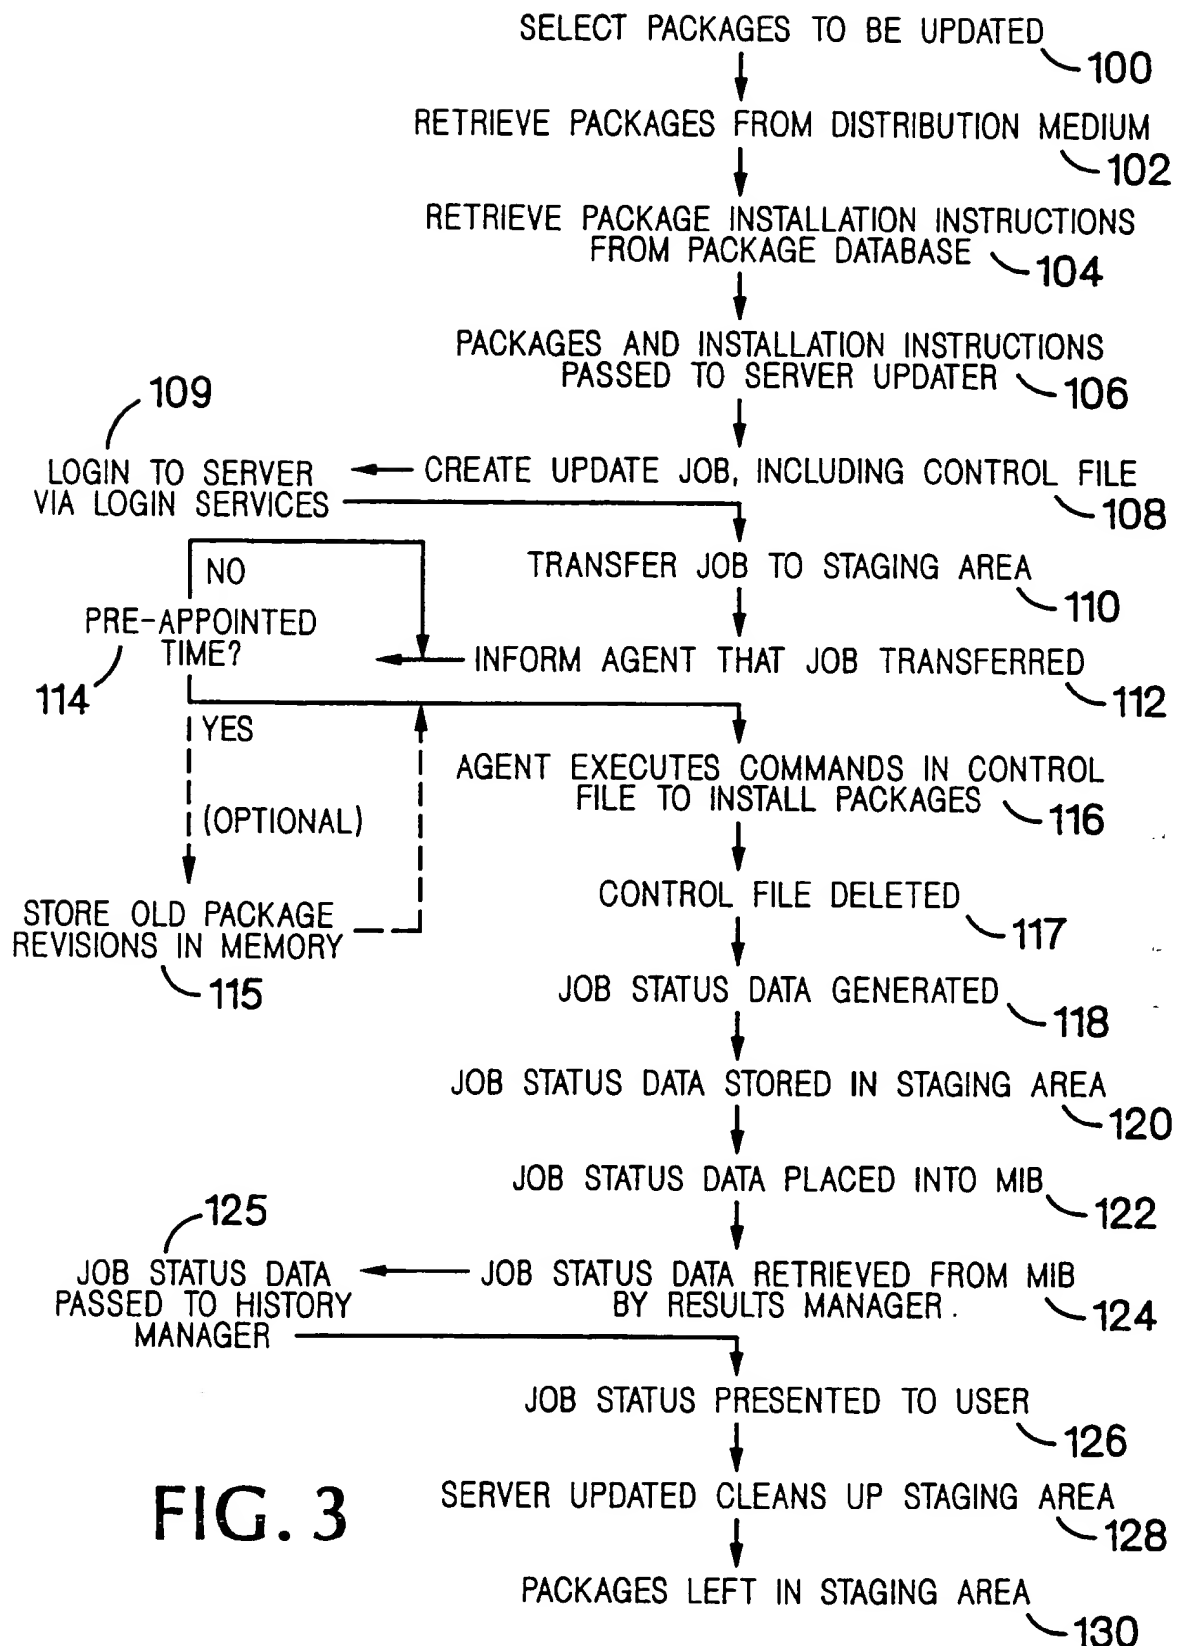 SELECT PACKAGES TO BE UPDATED
100
RETRIEVE PACKAGES FROM DISTRIBUTION MEDIUM
102
RETRIEVE PACKAGE INSTALLATION INSTRUCTIONS
FROM PACKAGE DATABASE
104
PACKAGES AND INSTALLATION INSTRUCTIONS
PASSED TO SERVER UPDATER
106
CREATE UPDATE JOB, INCLUDING CONTROL FILE
108
109
LOGIN TO SERVER
VIA LOGIN SERVICES
TRANSFER JOB TO STAGING AREA
110
INFORM AGENT THAT JOB TRANSFERRED
112
NO
PRE-APPOINTED
TIME?
114
YES
(OPTIONAL)
STORE OLD PACKAGE
REVISIONS IN MEMORY
115
AGENT EXECUTES COMMANDS IN CONTROL
FILE TO INSTALL PACKAGES
116
CONTROL FILE DELETED
117
JOB STATUS DATA GENERATED
118
JOB STATUS DATA STORED IN STAGING AREA
120
JOB STATUS DATA PLACED INTO MIB
122
JOB STATUS DATA RETRIEVED FROM MIB
BY RESULTS MANAGER.
124
125
JOB STATUS DATA
PASSED TO HISTORY
MANAGER
JOB STATUS PRESENTED TO USER
126
SERVER UPDATED CLEANS UP STAGING AREA
128
PACKAGES LEFT IN STAGING AREA
130
FIG. 3